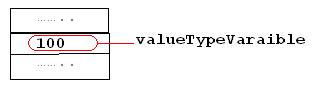 ...... . .
100
valueTypeVaraible
...... . .